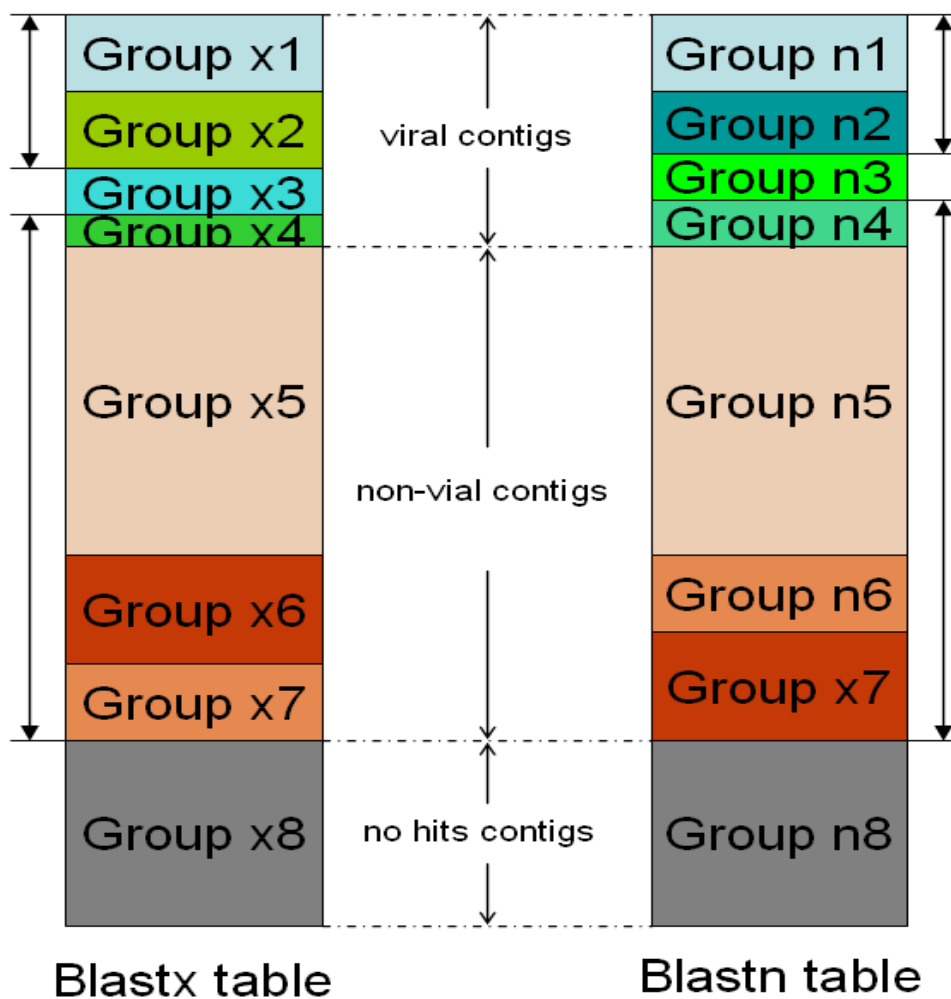 Group x1
Group x2
Group x3
Group x4
Group x5
Group x6
Group x7
Group x8
Blastx table
viral contigs
non-vial contigs
no hits contigs
Group n1
Group n2
Group n3
Group n4
Group n5
Group n6
Group x7
Group n8
Blastn table